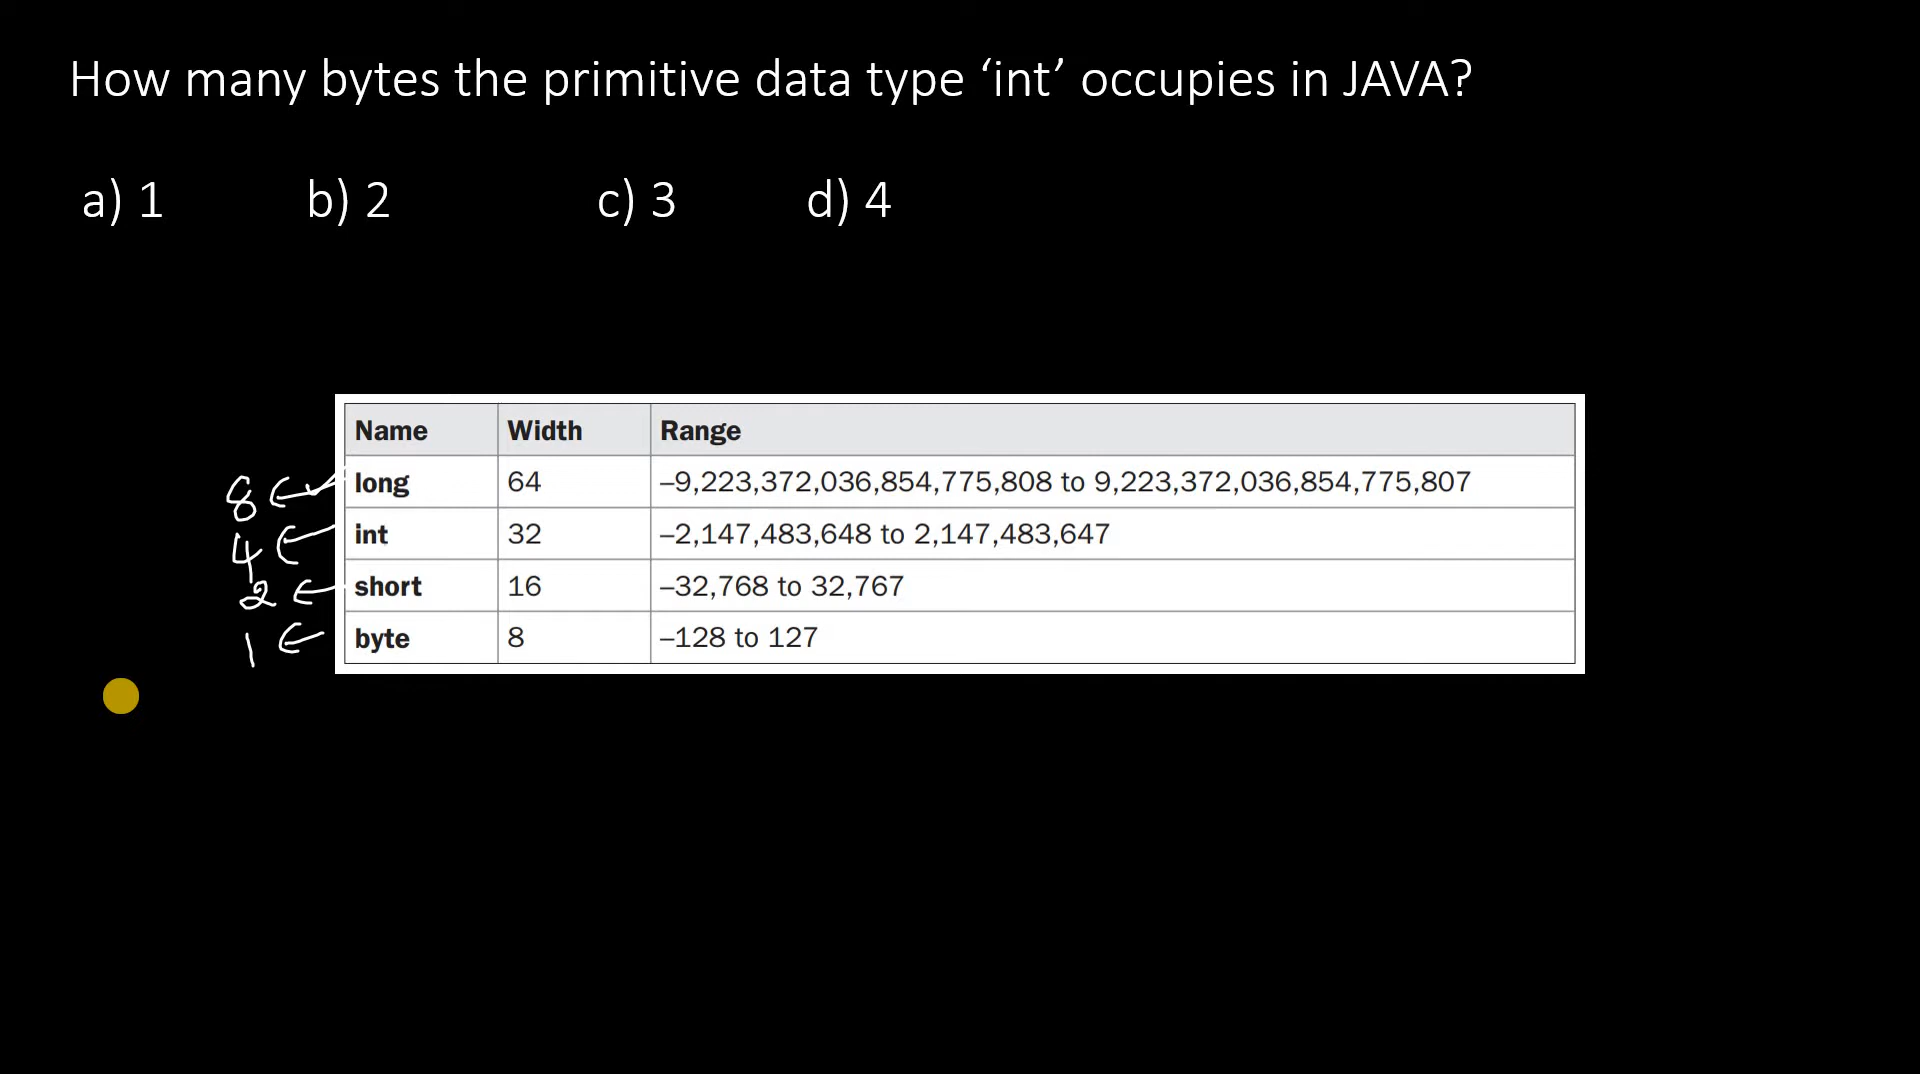 How many bytes the primitive data type ‘int’ occupies in JAVA?
a) 1 b) 2 c) 3 d) 4
Name Width Range
8 long 64 –9,223,372,036,854,775,808 to 9,223,372,036,854,775,807
4 int 32 –2,147,483,648 to 2,147,483,647
2 short 16 –32,768 to 32,767
1 byte 8 –128 to 127